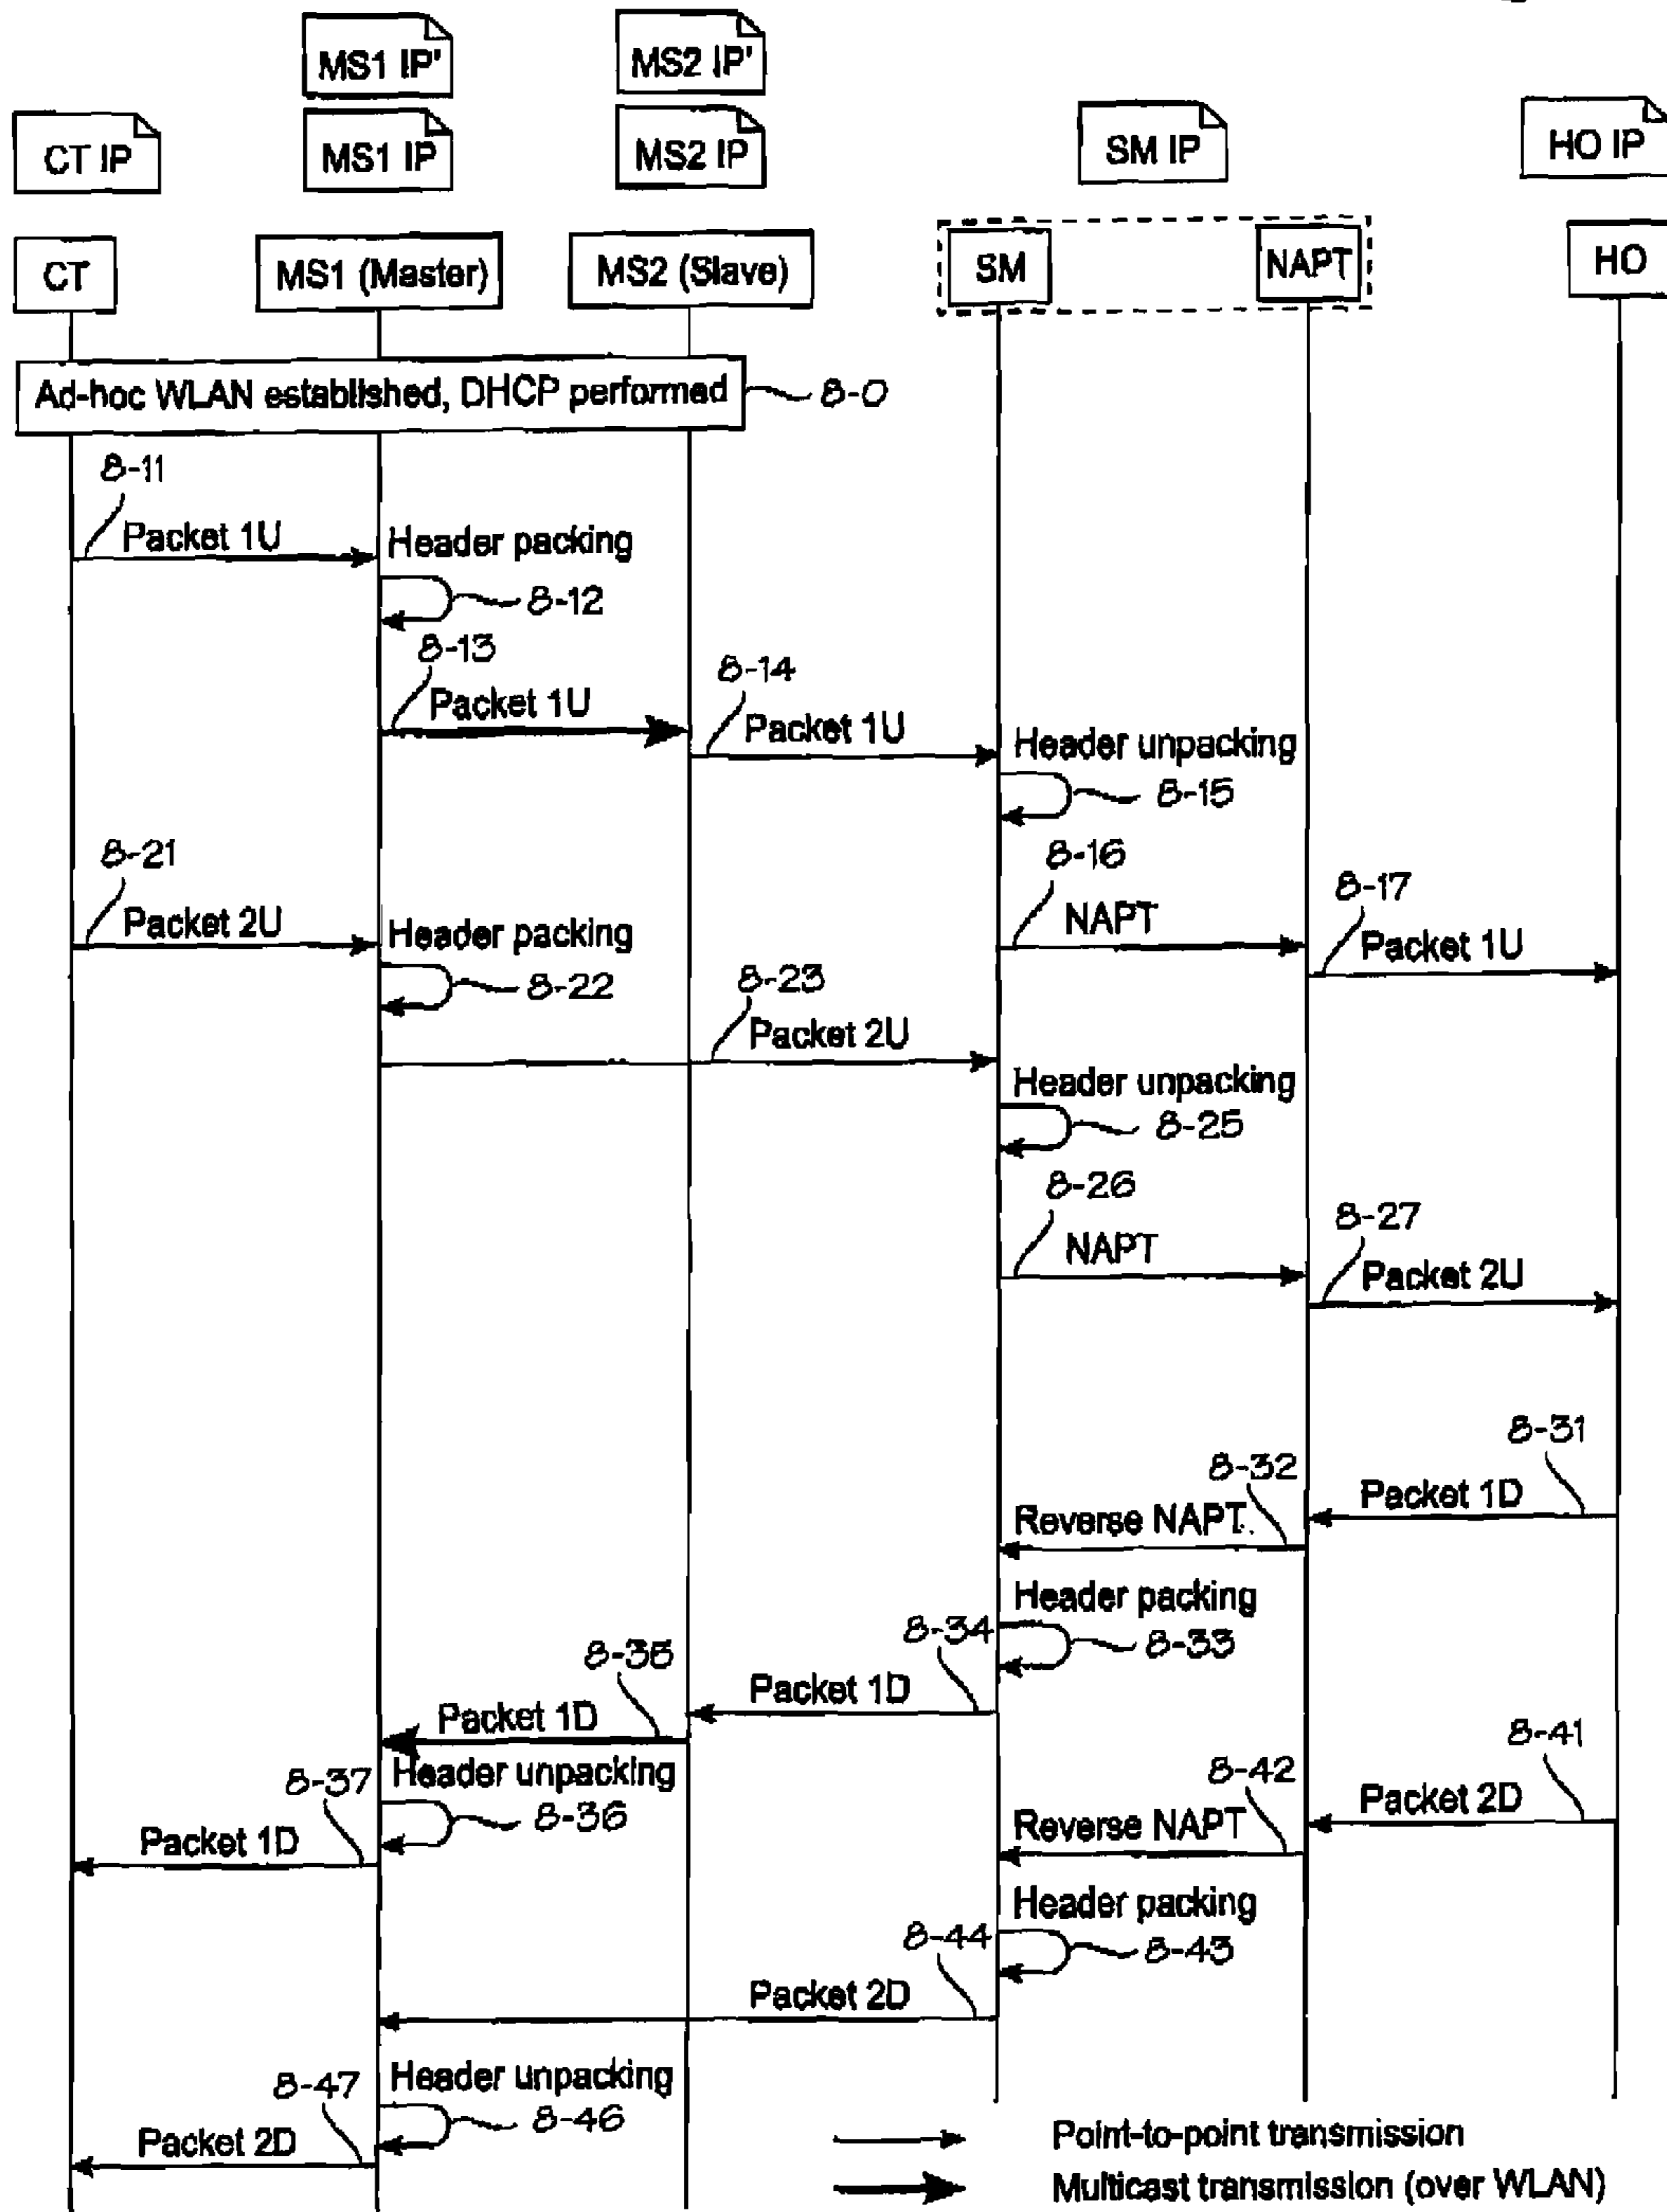 MS1 IP'
MS2 IP'
CT IP
MS1 IP
MS2 IP
SM IP
HO IP
CT
MS1 (Master)
MS2 (Slave)
SM
NAPT
HO
Ad-hoc WLAN established, DHCP performed
8-0
8-11
Packet 1U
Header packing
8-12
8-13
Packet 1U
8-14
Packet 1U
Header unpacking
8-15
8-16
NAPT
8-17
Packet 1U
8-21
Packet 2U
Header packing
8-22
8-23
Packet 2U
Header unpacking
8-25
8-26
NAPT
8-27
Packet 2U
8-31
Packet 1D
8-32
Reverse NAPT
Header packing
8-33
8-34
Packet 1D
8-35
Packet 1D
Header unpacking
8-36
8-37
Packet 1D
8-41
Packet 2D
8-42
Reverse NAPT
Header packing
8-43
8-44
Packet 2D
Header unpacking
8-46
8-47
Packet 2D
Point-to-point transmission
Multicast transmission (over WLAN)